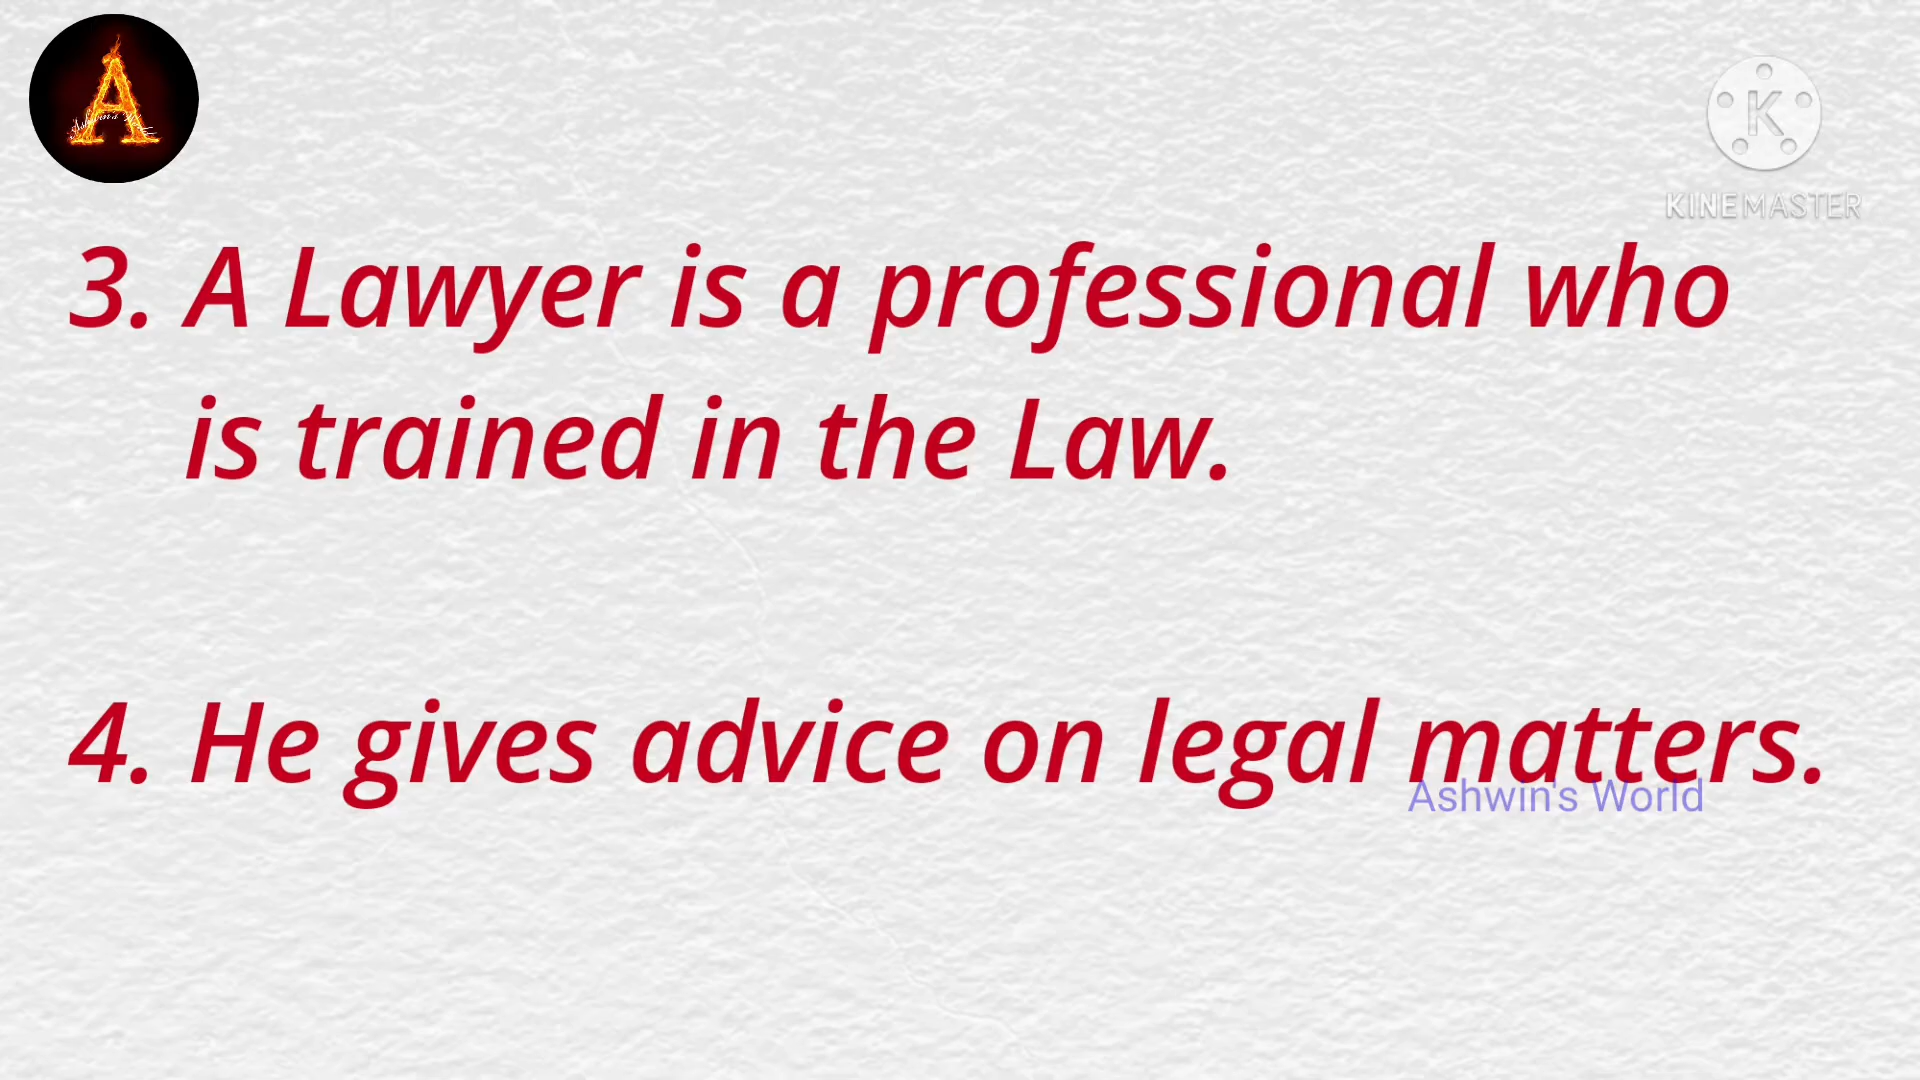 A
KINEMASTER
3. A Lawyer is a professional who
is trained in the Law.
4. He gives advice on legal matters.
Ashwin's World